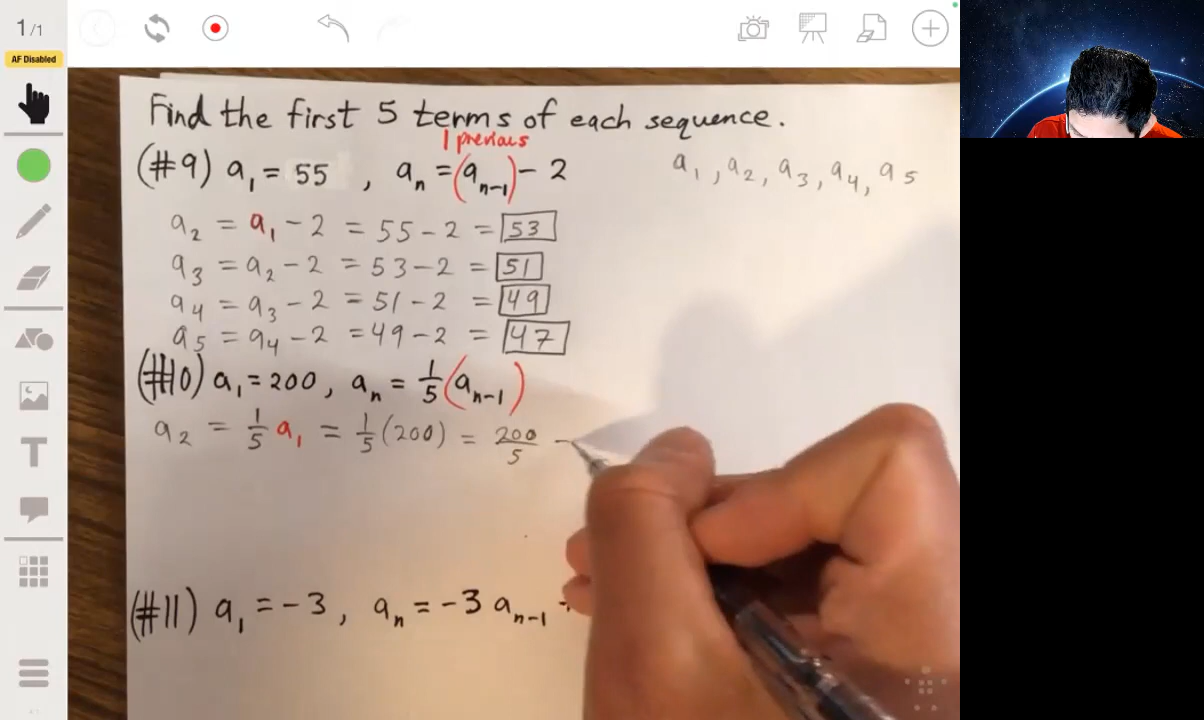 1/1
AF Disabled
Find the first 5 terms of each sequence.
1 previous
(#9) a₁ = 55 , aₙ = (aₙ₋₁) - 2
a₁, a₂, a₃, a₄, a₅
a₂ = a₁ - 2 = 55 - 2 = 53
a₃ = a₂ - 2 = 53 - 2 = 51
a₄ = a₃ - 2 = 51 - 2 = 49
a₅ = a₄ - 2 = 49 - 2 = 47
(#10) a₁ = 200, aₙ = 1/5 (aₙ₋₁)
a₂ = 1/5 a₁ = 1/5 (200) = 200/5
(#11) a₁ = -3, aₙ = -3 aₙ₋₁
T